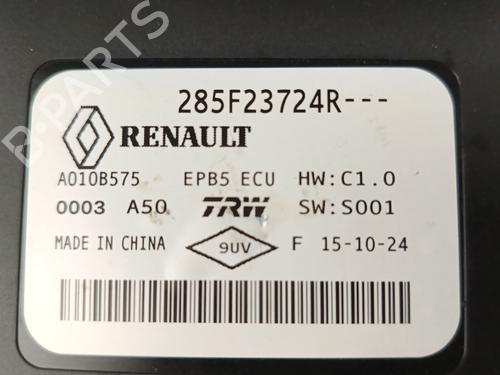 285F23724R---
RENAULT
A010B575 EPB5 ECU HW:C1.0
0003 A50 TRW SW:S001
MADE IN CHINA 9UV F 15-10-24
B-PARTS